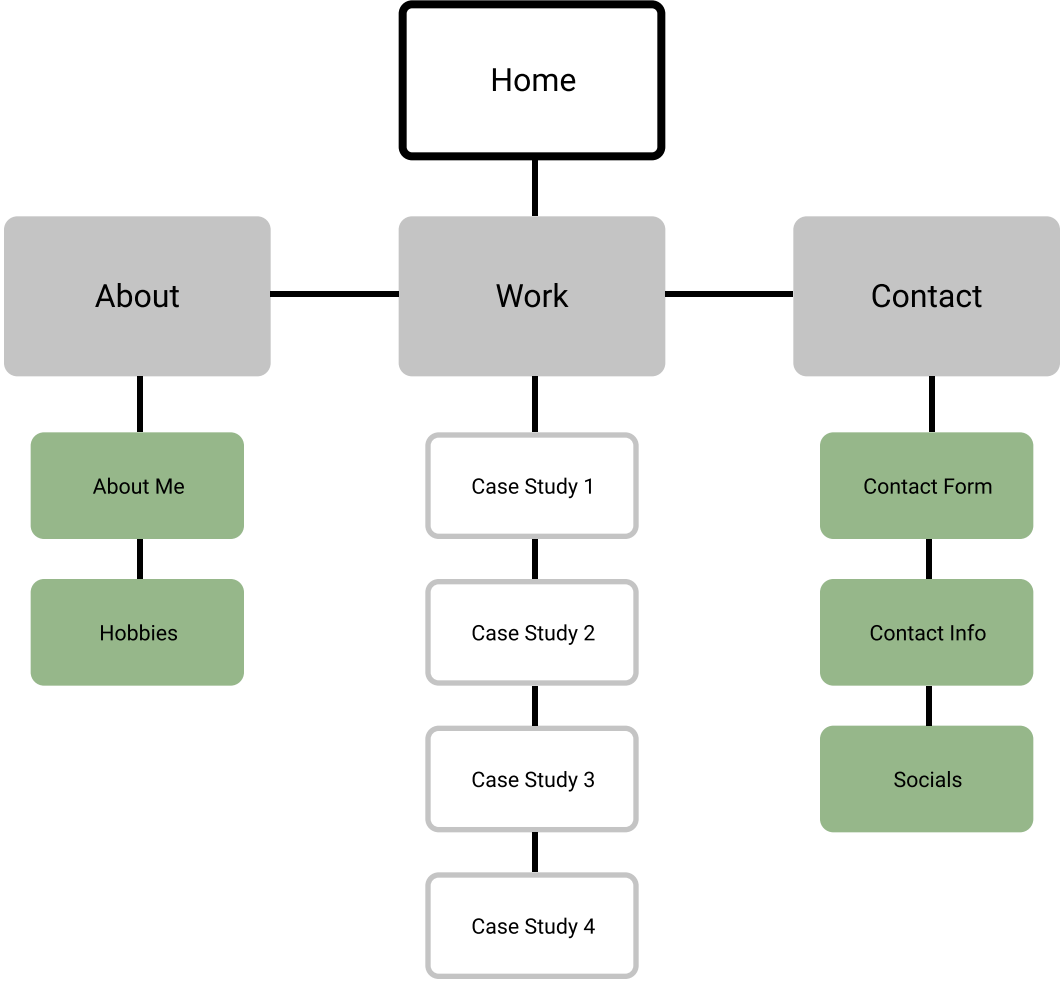 Home
About
Work
Contact
About Me
Case Study 1
Contact Form
Hobbies
Case Study 2
Contact Info
Case Study 3
Socials
Case Study 4